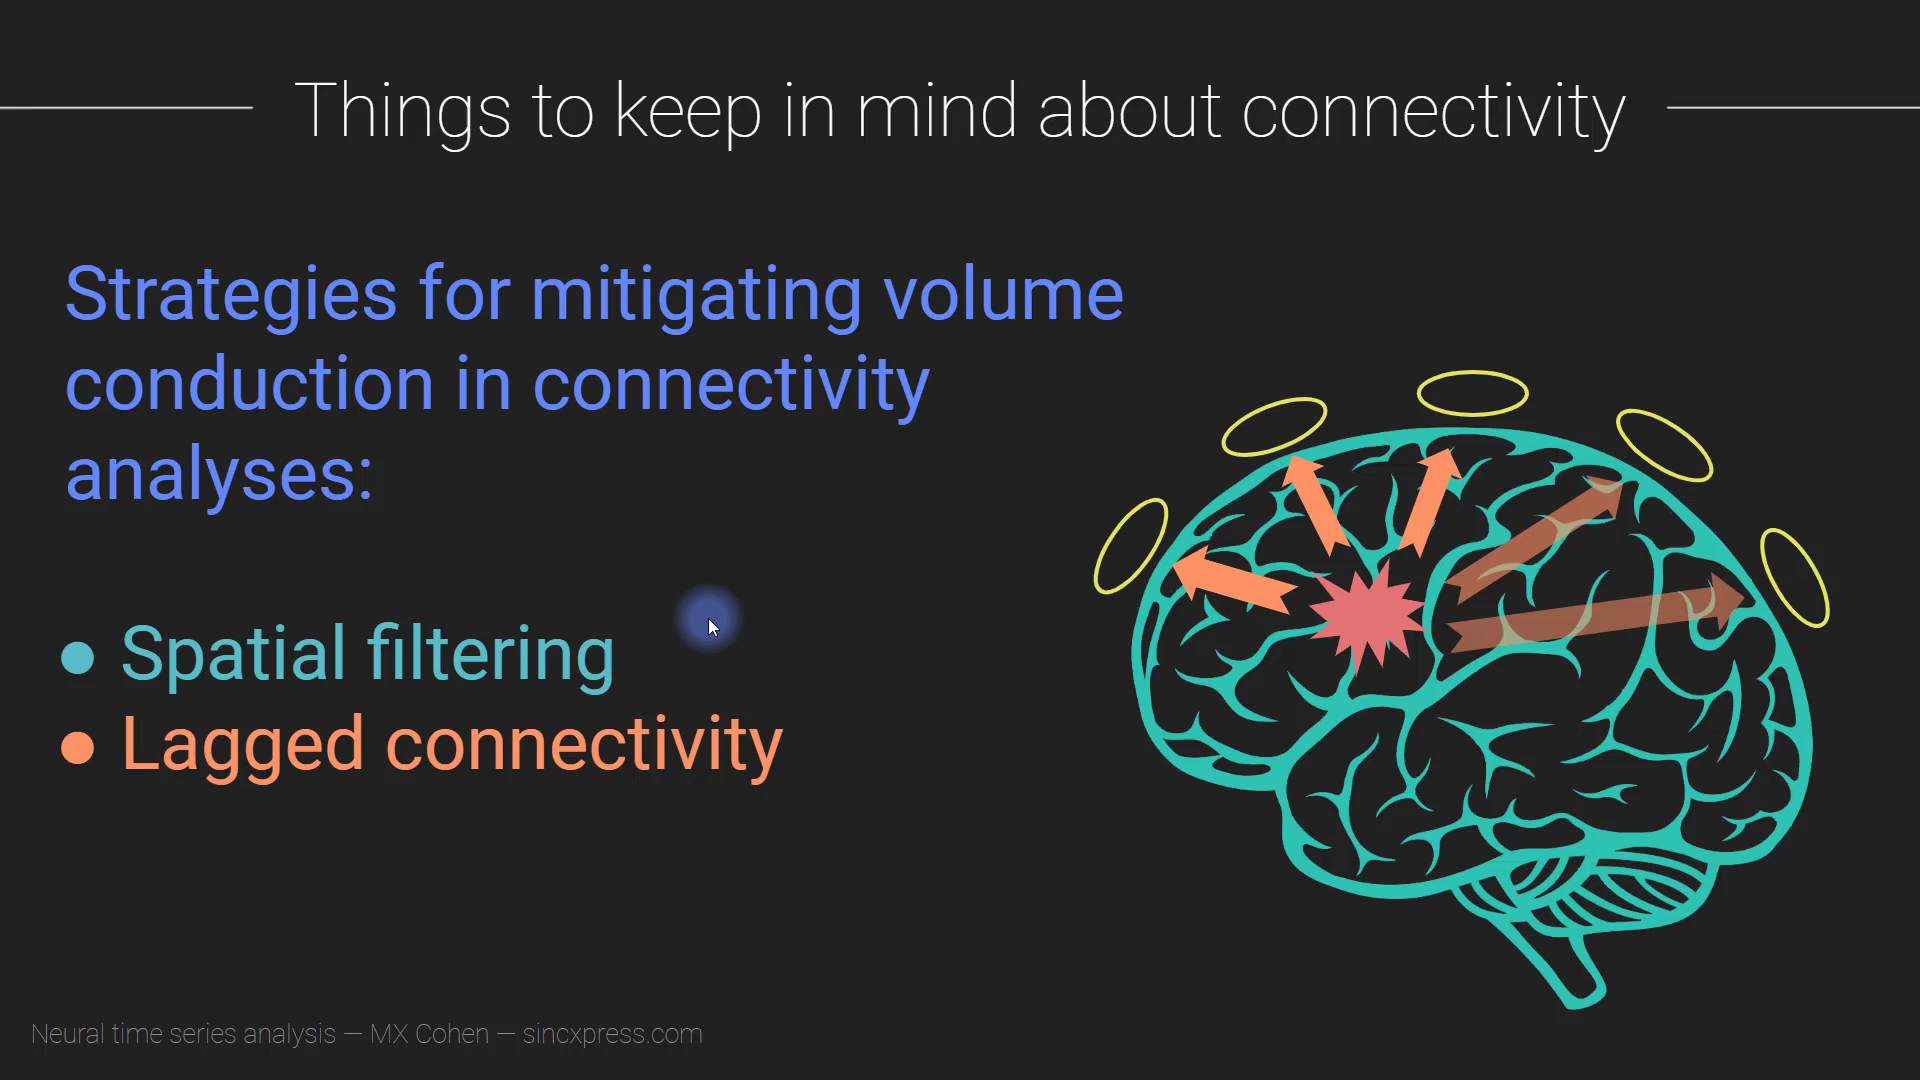 Things to keep in mind about connectivity
Strategies for mitigating volume
conduction in connectivity
analyses:
● Spatial filtering
● Lagged connectivity
Neural time series analysis — MX Cohen — sincxpress.com